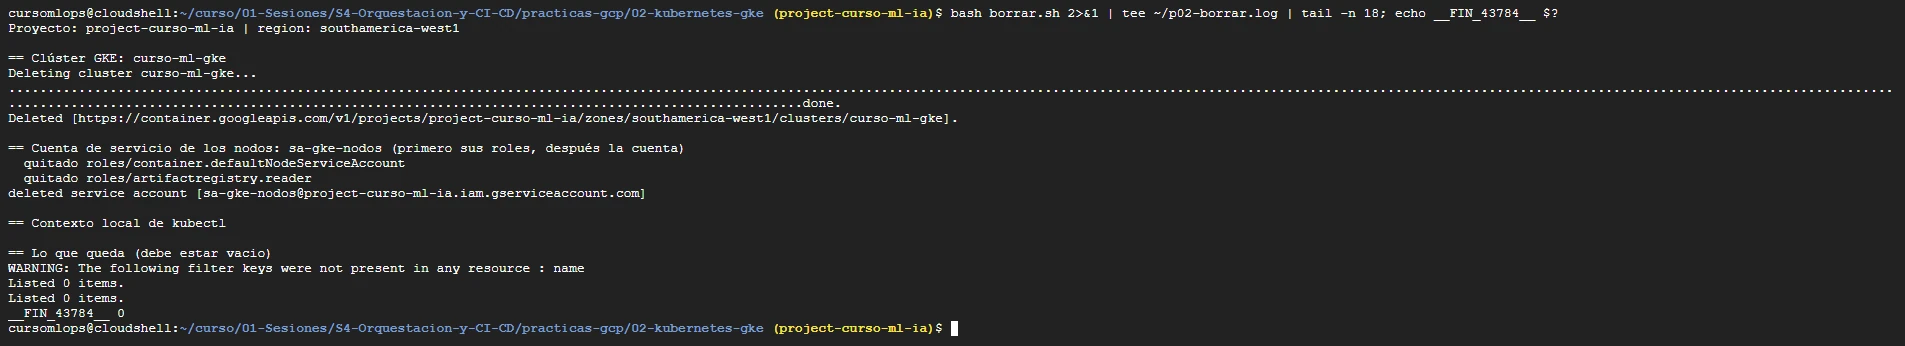 cursomlops@cloudshell:~/curso/01-Sesiones/S4-Orquestacion-y-CI-CD/practicas-gcp/02-kubernetes-gke (project-curso-ml-ia)$ bash borrar.sh 2>&1 | tee ~/p02-borrar.log | tail -n 18; echo __FIN_43784__ $?
Proyecto: project-curso-ml-ia | region: southamerica-west1
== Clúster GKE: curso-ml-gke
Deleting cluster curso-ml-gke...
..............................................................................................................................................................................................................................................
.....................................................................................................done.
Deleted [https://container.googleapis.com/v1/projects/project-curso-ml-ia/zones/southamerica-west1/clusters/curso-ml-gke].
== Cuenta de servicio de los nodos: sa-gke-nodos (primero sus roles, después la cuenta)
  quitado roles/container.defaultNodeServiceAccount
  quitado roles/artifactregistry.reader
deleted service account [sa-gke-nodos@project-curso-ml-ia.iam.gserviceaccount.com]
== Contexto local de kubectl
== Lo que queda (debe estar vacio)
WARNING: The following filter keys were not present in any resource : name
Listed 0 items.
Listed 0 items.
__FIN_43784__ 0
cursomlops@cloudshell:~/curso/01-Sesiones/S4-Orquestacion-y-CI-CD/practicas-gcp/02-kubernetes-gke (project-curso-ml-ia)$